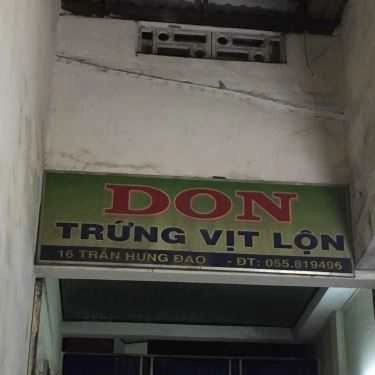 DON
TRỨNG VỊT LỘN
16 TRẦN HƯNG ĐẠO - ĐT: 055.819496